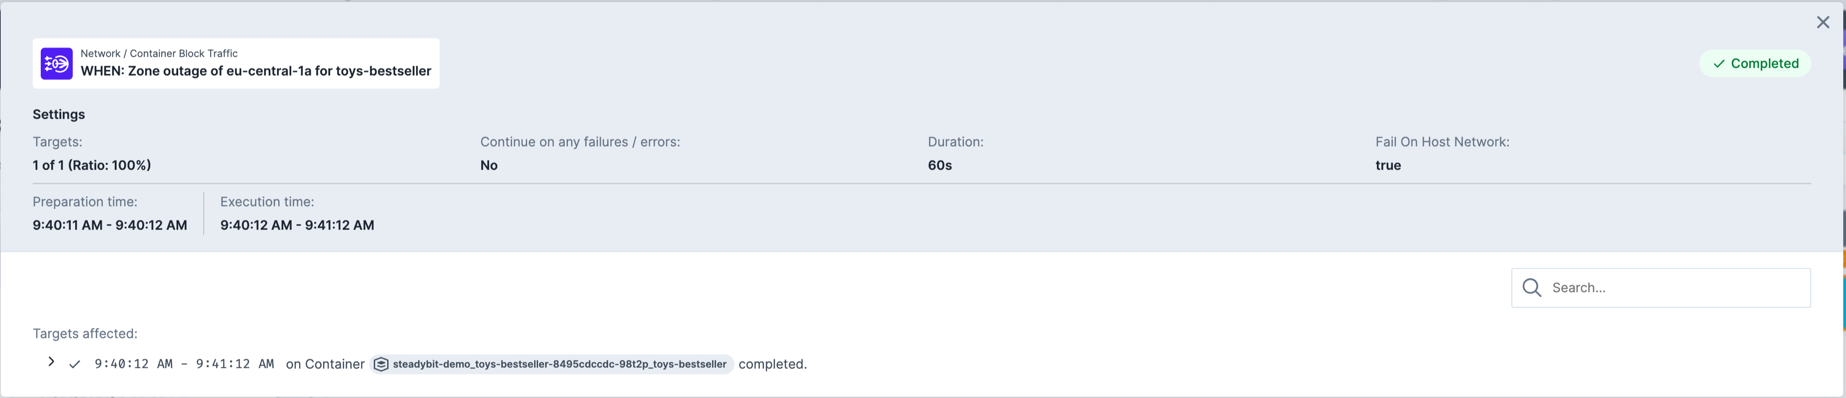 Network / Container Block Traffic
WHEN: Zone outage of eu-central-1a for toys-bestseller
Completed
Settings
Targets:
1 of 1 (Ratio: 100%)
Continue on any failures / errors:
No
Duration:
60s
Fail On Host Network:
true
Preparation time:
9:40:11 AM - 9:40:12 AM
Execution time:
9:40:12 AM - 9:41:12 AM
Search...
Targets affected:
9:40:12 AM - 9:41:12 AM on Container steadybit-demo_toys-bestseller-8495cdccdc-98t2p_toys-bestseller completed.